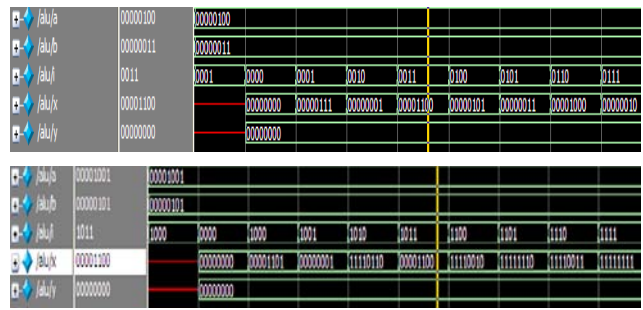 /alu/a 00000100 00000100
/alu/b 00000011 00000011
/alu/i 0011 0001 0000 0001 0010 0011 0100 0101 0110 0111
/alu/x 00001100 00000000 00000111 00000001 00001100 00000101 00000011 00001000 00000010
/alu/y 00000000 00000000
/alu/a 00001001 00001001
/alu/b 00000101 00000101
/alu/i 1011 1000 0000 1000 1001 1010 1011 1100 1101 1110 1111
/alu/x 00001100 00000000 00001101 00000001 11110110 00001100 11110010 11111110 11110011 11111111
/alu/y 00000000 00000000